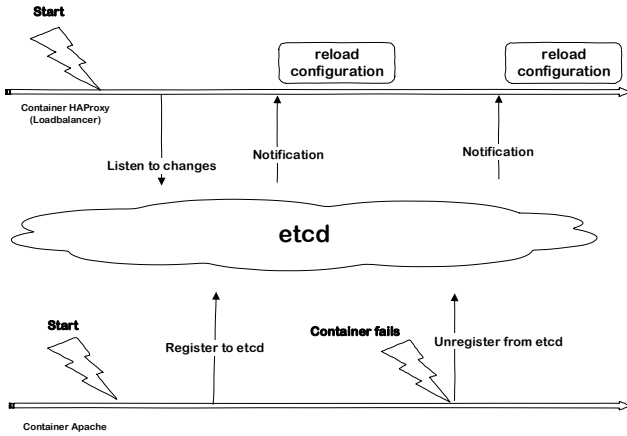 Start
reload
configuration
reload
configuration
Container HAProxy
(Loadbalancer)
Listen to changes
Notification
Notification
etcd
Start
Register to etcd
Container fails
Unregister from etcd
Container Apache